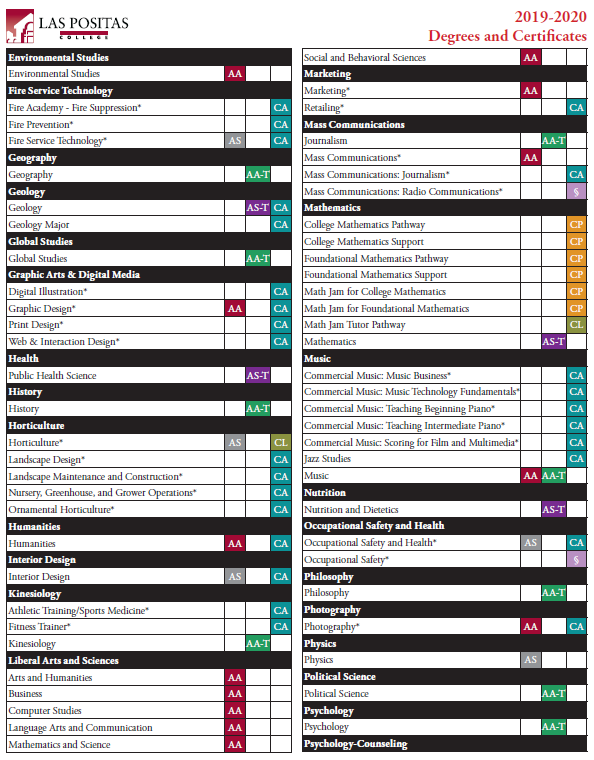 LAS POSITAS
COLLEGE
2019-2020
Degrees and Certificates
Environmental Studies
Environmental Studies AA
Fire Service Technology
Fire Academy - Fire Suppression* CA
Fire Prevention* CA
Fire Service Technology* AS CA
Geography
Geography AA-T
Geology
Geology AS-T CA
Geology Major CA
Global Studies
Global Studies AA-T
Graphic Arts & Digital Media
Digital Illustration* CA
Graphic Design* AA CA
Print Design* CA
Web & Interaction Design* CA
Health
Public Health Science AS-T
History
History AA-T
Horticulture
Horticulture* AS CL
Landscape Design* CA
Landscape Maintenance and Construction* CA
Nursery, Greenhouse, and Grower Operations* CA
Ornamental Horticulture* CA
Humanities
Humanities AA CA
Interior Design
Interior Design AS CA
Kinesiology
Athletic Training/Sports Medicine* CA
Fitness Trainer* CA
Kinesiology AA-T
Liberal Arts and Sciences
Arts and Humanities AA
Business AA
Computer Studies AA
Language Arts and Communication AA
Mathematics and Science AA
Social and Behavioral Sciences AA
Marketing
Marketing* AA
Retailing* CA
Mass Communications
Journalism AA-T
Mass Communications* AA
Mass Communications: Journalism* CA
Mass Communications: Radio Communications* §
Mathematics
College Mathematics Pathway CP
College Mathematics Support CP
Foundational Mathematics Pathway CP
Foundational Mathematics Support CP
Math Jam for College Mathematics CP
Math Jam for Foundational Mathematics CP
Math Jam Tutor Pathway CL
Mathematics AS-T
Music
Commercial Music: Music Business* CA
Commercial Music: Music Technology Fundamentals* CA
Commercial Music: Teaching Beginning Piano* CA
Commercial Music: Teaching Intermediate Piano* CA
Commercial Music: Scoring for Film and Multimedia* CA
Jazz Studies CA
Music AA AA-T
Nutrition
Nutrition and Dietetics AS-T
Occupational Safety and Health
Occupational Safety and Health* AS CA
Occupational Safety* §
Philosophy
Philosophy AA-T
Photography
Photography* AA CA
Physics
Physics AS
Political Science
Political Science AA-T
Psychology
Psychology AA-T
Psychology-Counseling